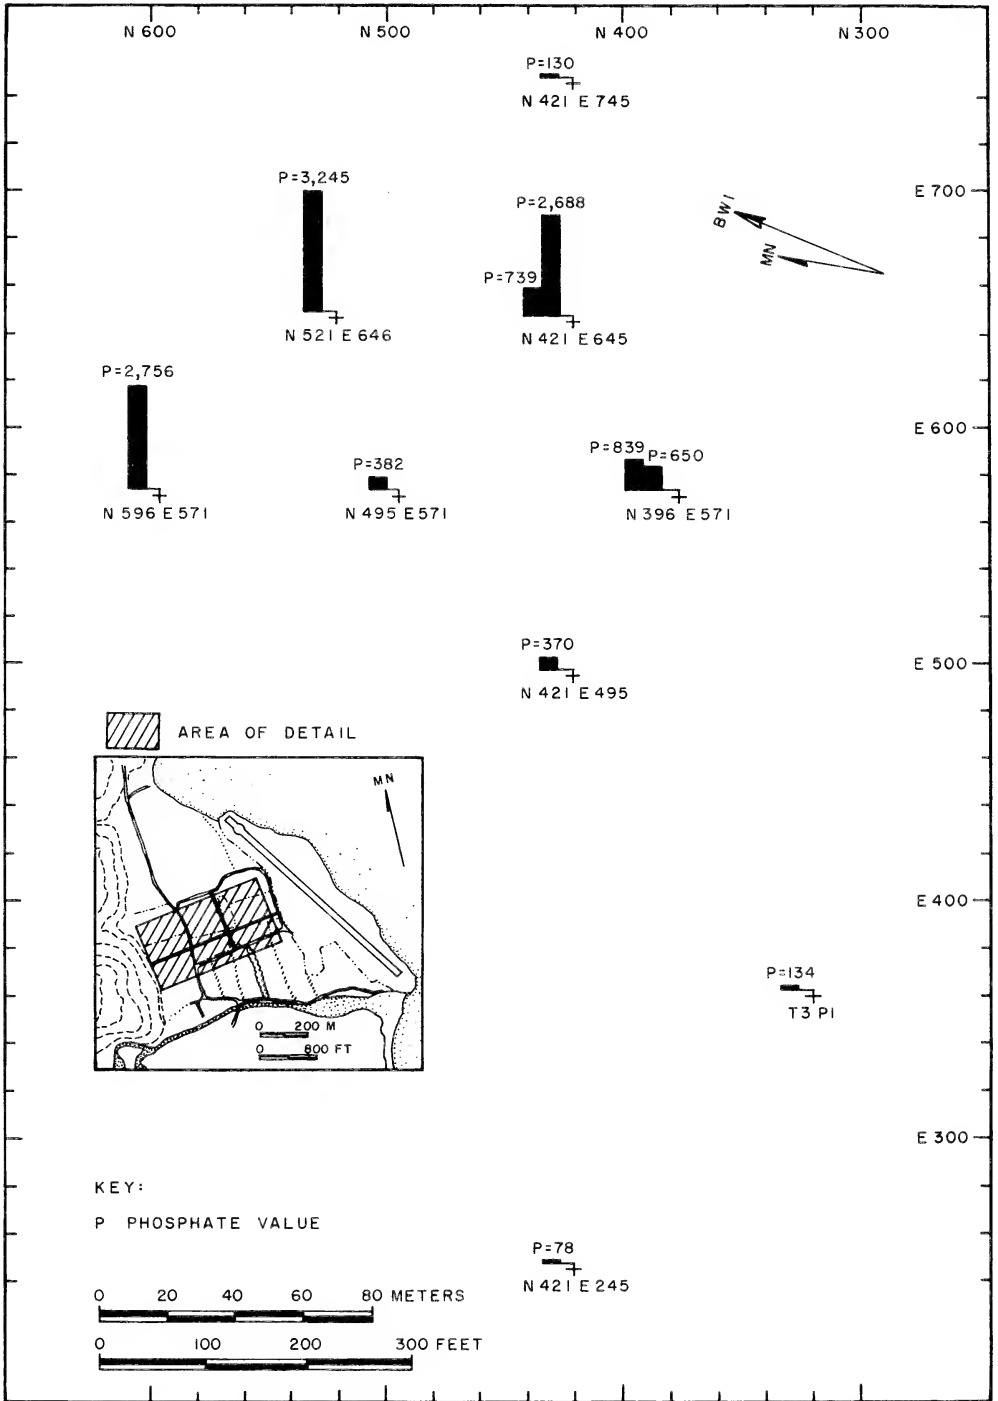 N 600 N 500 N 400 N 300
P=130
N 421 E 745
P=3,245
E 700
P=2,688
BWI
MN
P=739
N 521 E 646
N 421 E 645
P=2,756
E 600
P=839
P=650
P=382
N 596 E 571
N 495 E 571
N 396 E 571
P=370
E 500
N 421 E 495
AREA OF DETAIL
MN
E 400
P=134
T3 P1
0 200 M
0 800 FT
E 300
KEY:
P PHOSPHATE VALUE
P=78
N 421 E 245
0 20 40 60 80 METERS
0 100 200 300 FEET